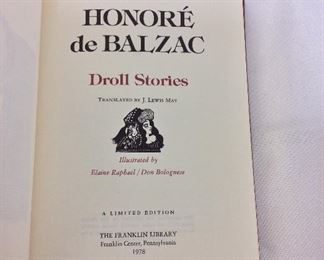 HONORÉ
de BALZAC
Droll Stories
TRANSLATED BY J. LEWIS MAY
Illustrated by
Elaine Raphael / Don Bolognese
A LIMITED EDITION
THE FRANKLIN LIBRARY
Franklin Center, Pennsylvania
1978